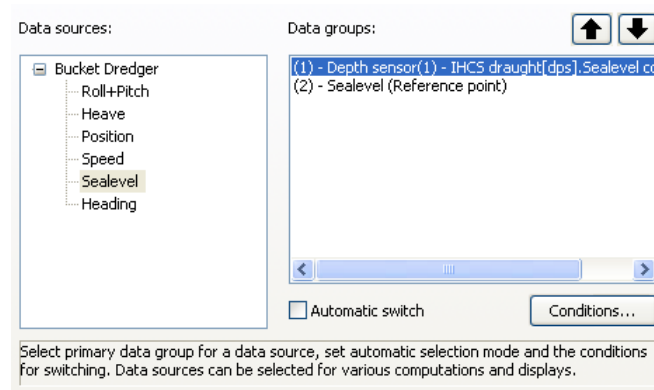 Data sources:
Data groups:
Bucket Dredger
Roll+Pitch
Heave
Position
Speed
Sealevel
Heading
(1) - Depth sensor(1) - IHCS draught[dps].Sealevel
(2) - Sealevel (Reference point)
Automatic switch
Conditions...
Select primary data group for a data source, set automatic selection mode and the conditions
for switching. Data sources can be selected for various computations and displays.